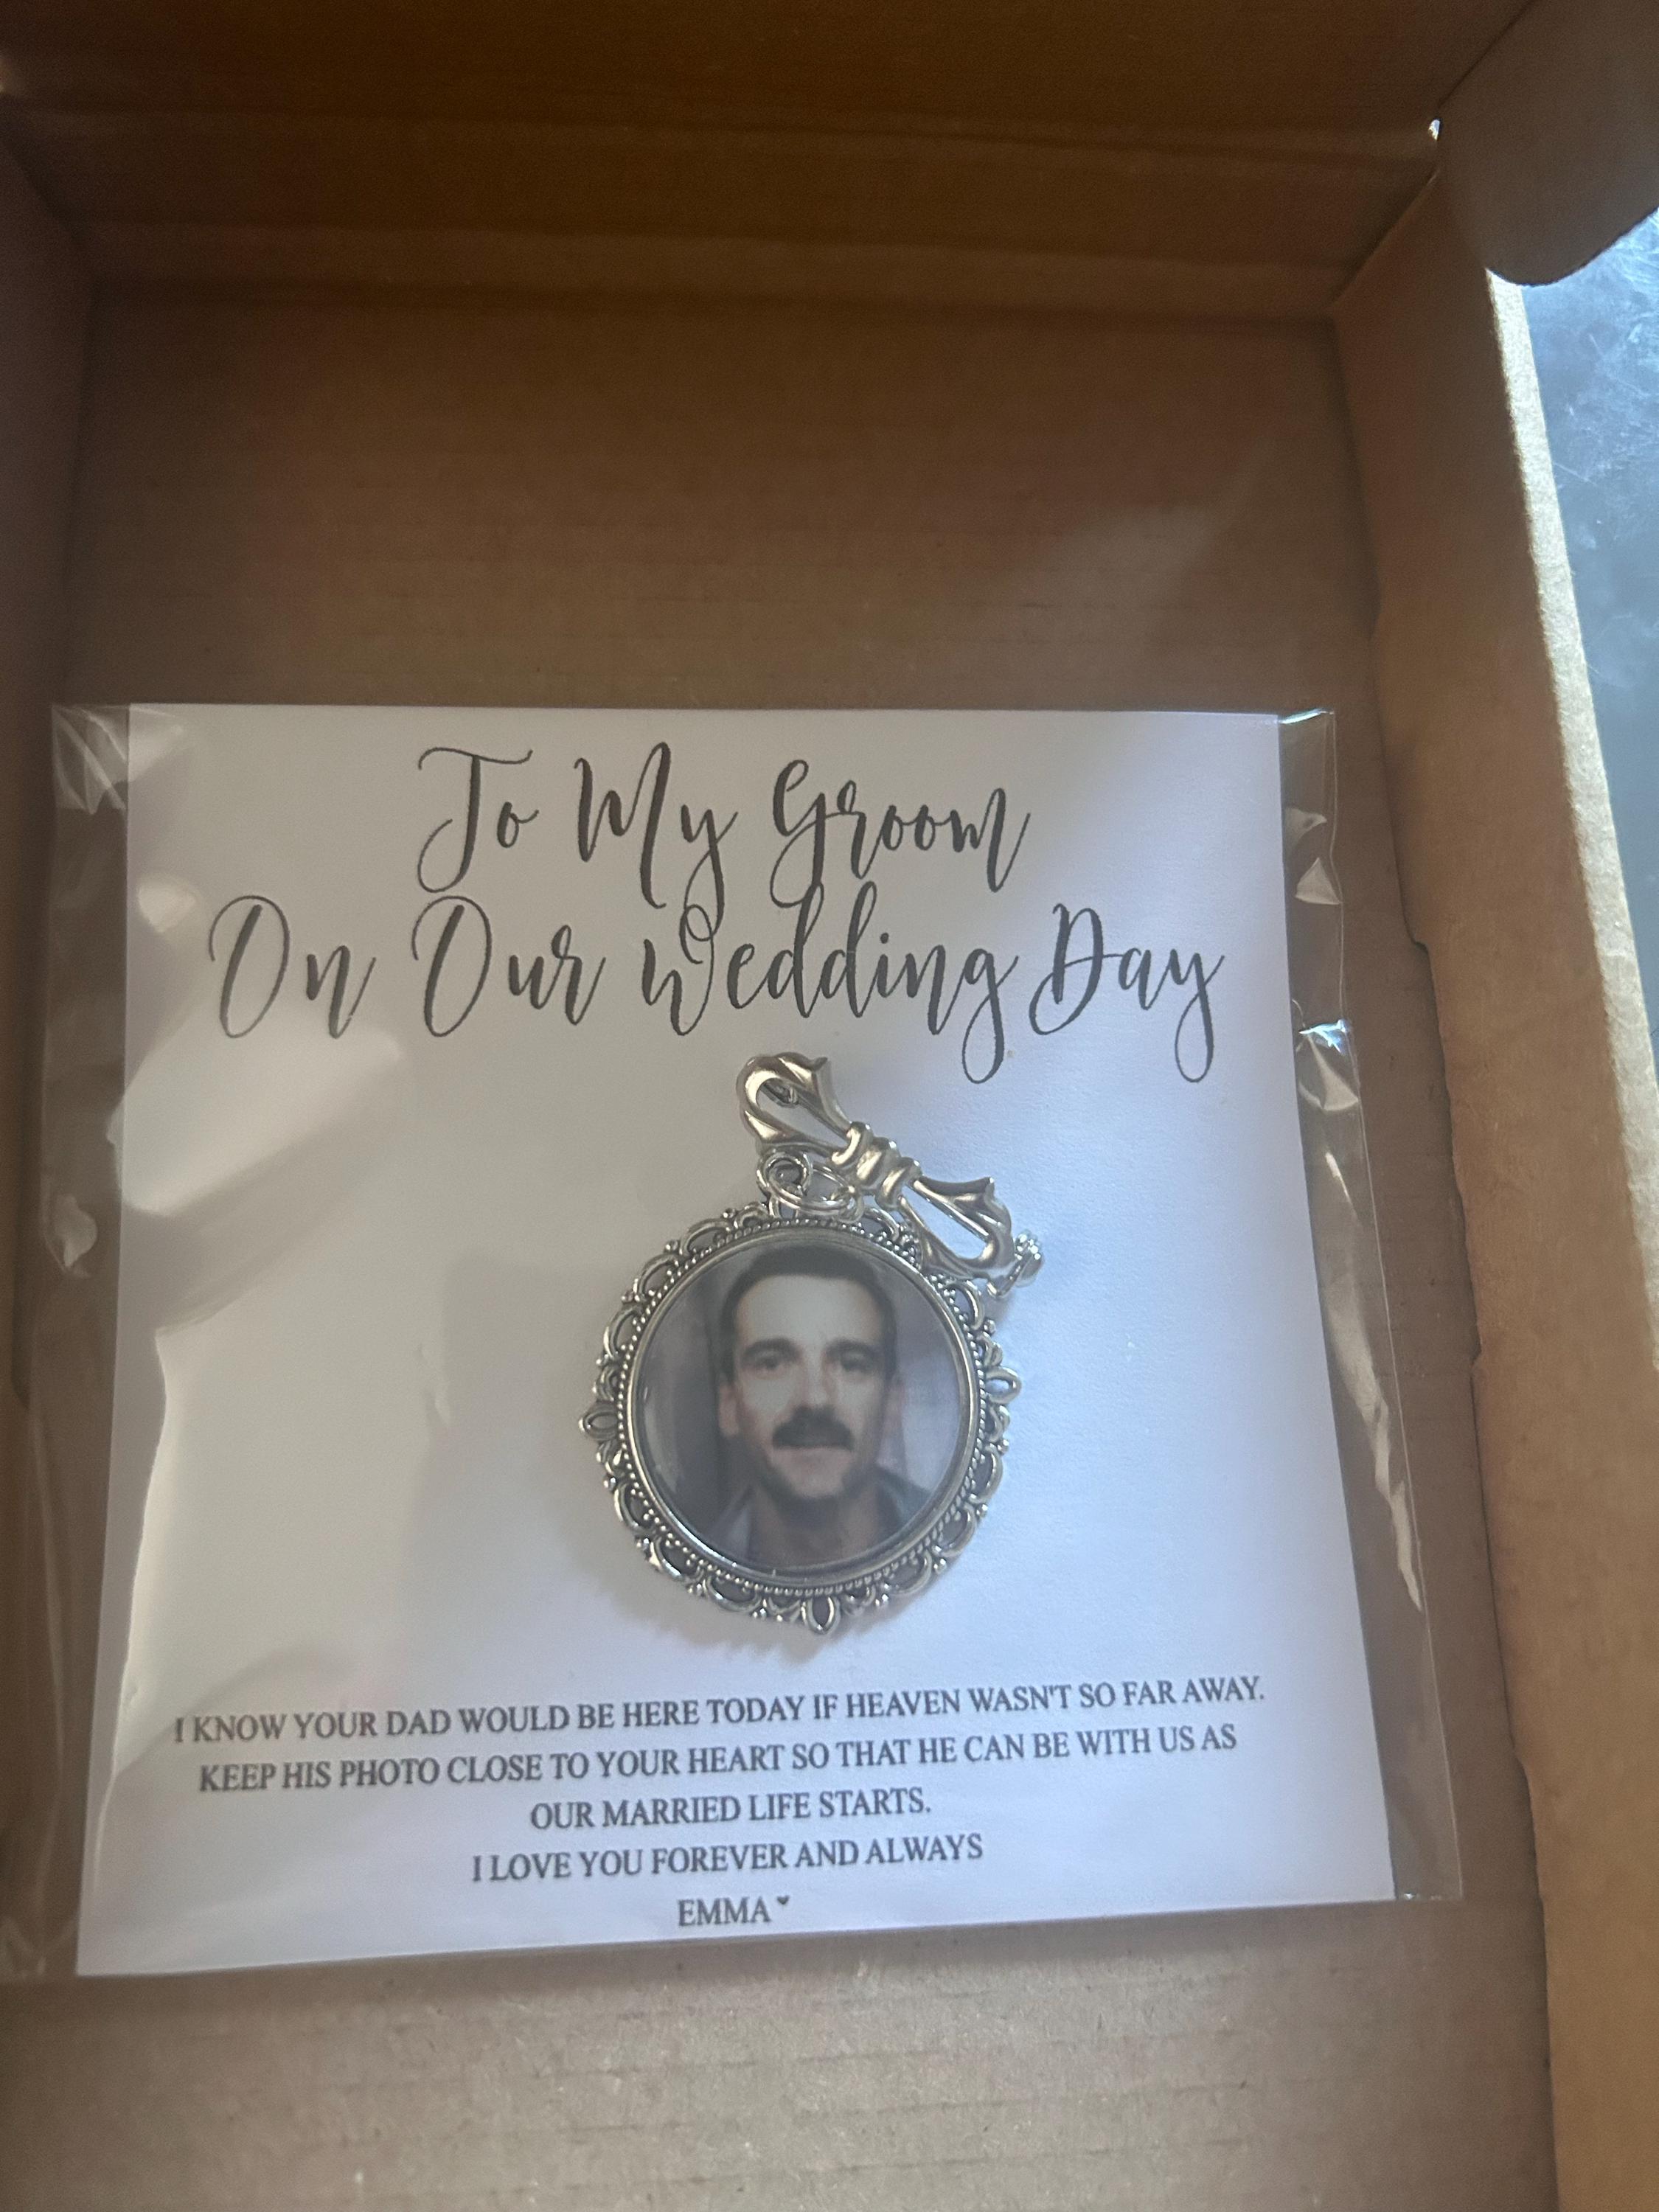 To My Groom
On Our Wedding Day
I KNOW YOUR DAD WOULD BE HERE TODAY IF HEAVEN WASN'T SO FAR AWAY.
KEEP HIS PHOTO CLOSE TO YOUR HEART SO THAT HE CAN BE WITH US AS
OUR MARRIED LIFE STARTS.
I LOVE YOU FOREVER AND ALWAYS
EMMA♥